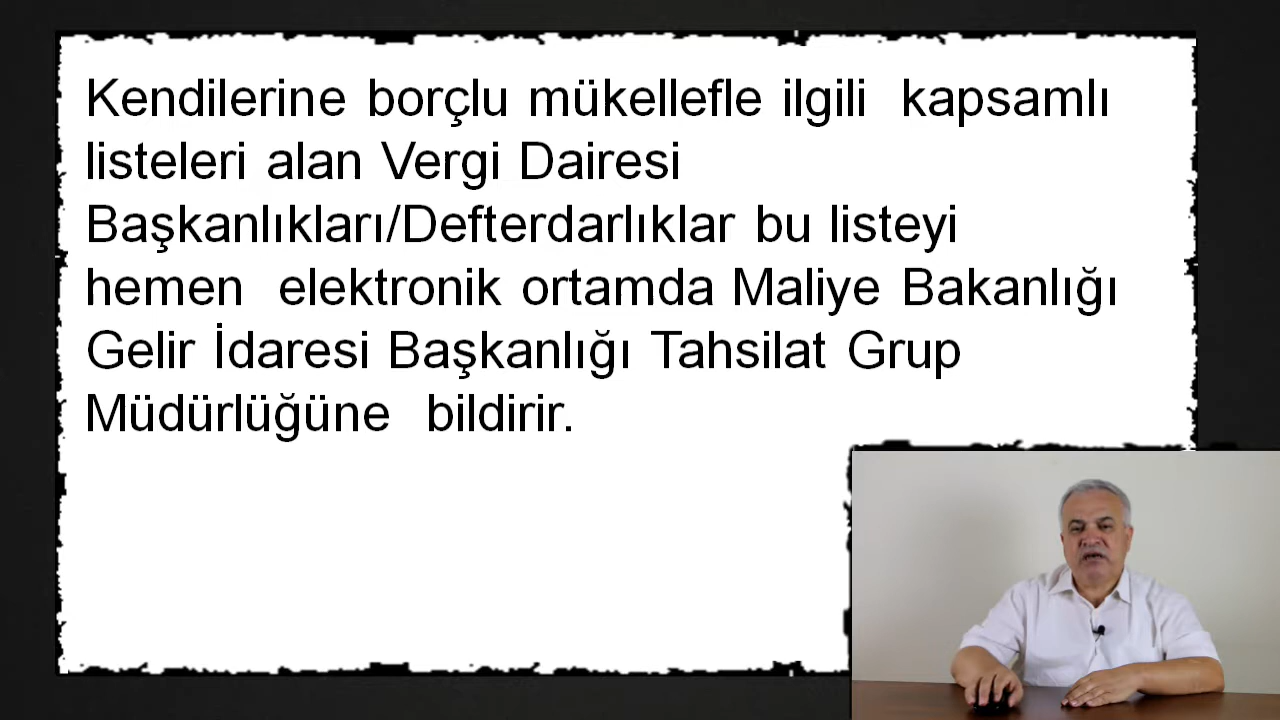 Kendilerine borçlu mükellefle ilgili  kapsamlı
listeleri alan Vergi Dairesi
Başkanlıkları/Defterdarlıklar bu listeyi
hemen  elektronik ortamda Maliye Bakanlığı
Gelir İdaresi Başkanlığı Tahsilat Grup
Müdürlüğüne  bildirir.